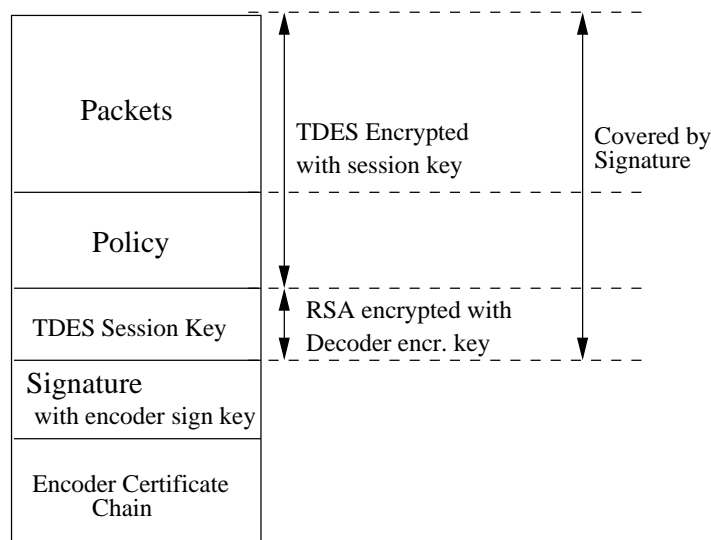 Packets
TDES Encrypted
with session key
Covered by
Signature
Policy
TDES Session Key
RSA encrypted with
Decoder encr. key
Signature
with encoder sign key
Encoder Certificate
Chain